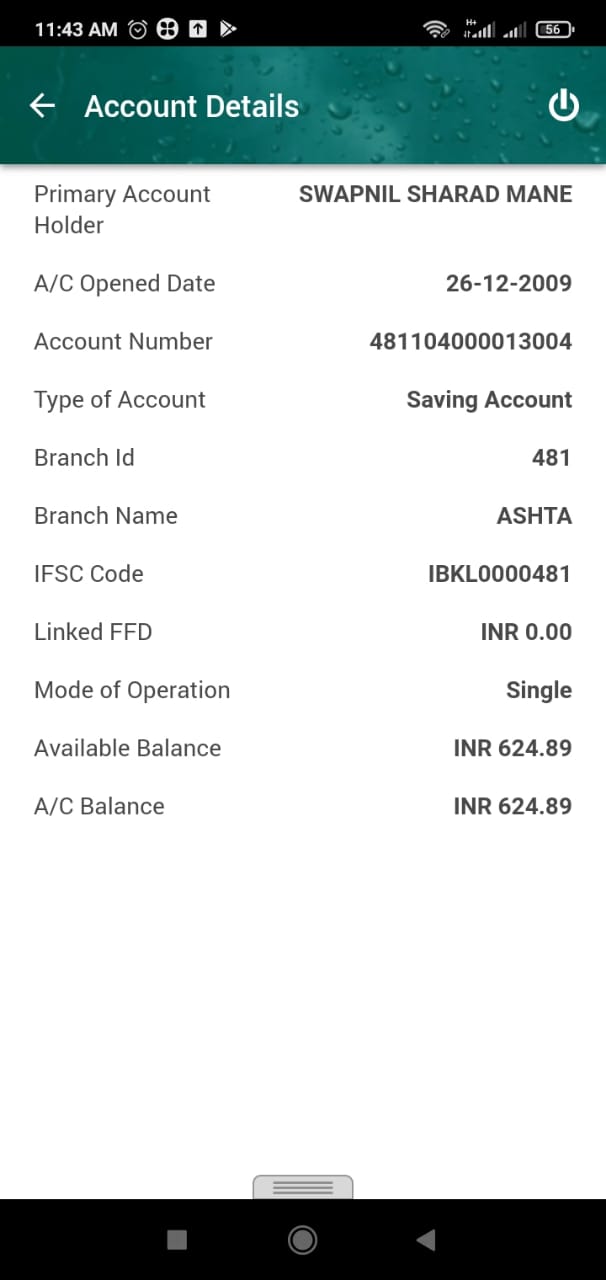 11:43 AM
H+
56
Account Details
Primary Account Holder SWAPNIL SHARAD MANE
A/C Opened Date 26-12-2009
Account Number 481104000013004
Type of Account Saving Account
Branch Id 481
Branch Name ASHTA
IFSC Code IBKL0000481
Linked FFD INR 0.00
Mode of Operation Single
Available Balance INR 624.89
A/C Balance INR 624.89